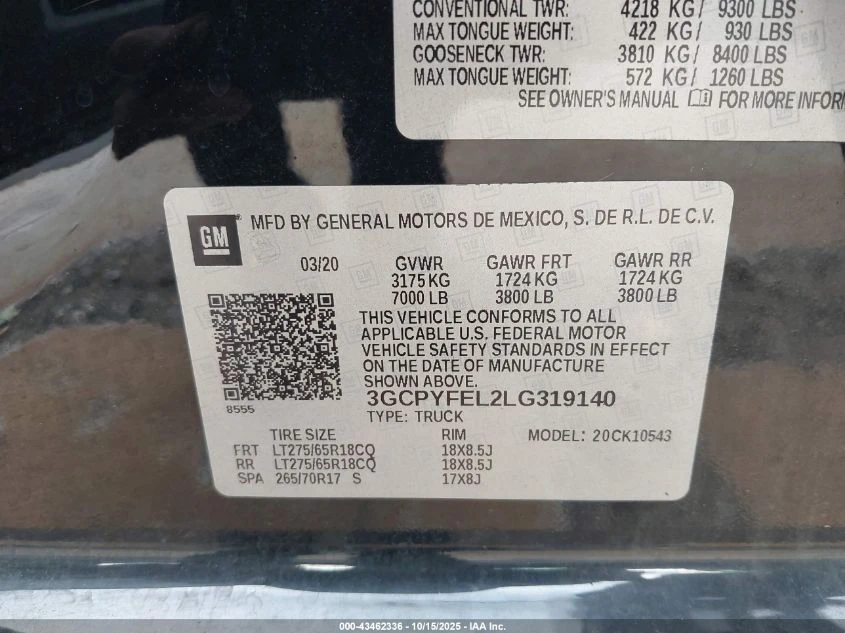 CONVENTIONAL TWR: 4218 KG / 9300 LBS
MAX TONGUE WEIGHT: 422 KG / 930 LBS
GOOSENECK TWR: 3810 KG / 8400 LBS
MAX TONGUE WEIGHT: 572 KG / 1260 LBS
SEE OWNER'S MANUAL FOR MORE INFOR
GM MFD BY GENERAL MOTORS DE MEXICO, S. DE R.L. DE C.V.
03/20 GVWR GAWR FRT GAWR RR
3175 KG 1724 KG 1724 KG
7000 LB 3800 LB 3800 LB
THIS VEHICLE CONFORMS TO ALL
APPLICABLE U.S. FEDERAL MOTOR
VEHICLE SAFETY STANDARDS IN EFFECT
ON THE DATE OF MANUFACTURE
SHOWN ABOVE.
3GCPYFEL2LG319140
8555
TYPE: TRUCK
TIRE SIZE RIM MODEL: 20CK10543
FRT LT275/65R18CQ 18X8.5J
RR LT275/65R18CQ 18X8.5J
SPA 265/70R17 S 17X8J
000-43462336 - 10/15/2025 - IAA Inc.